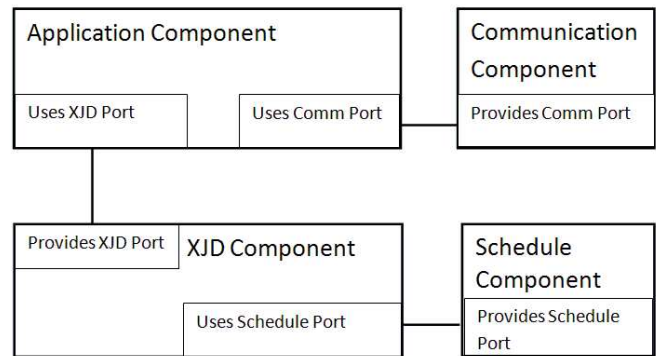 Application Component
Communication
Component
Uses XJD Port
Uses Comm Port
Provides Comm Port
Provides XJD Port
XJD Component
Schedule
Component
Uses Schedule Port
Provides Schedule
Port